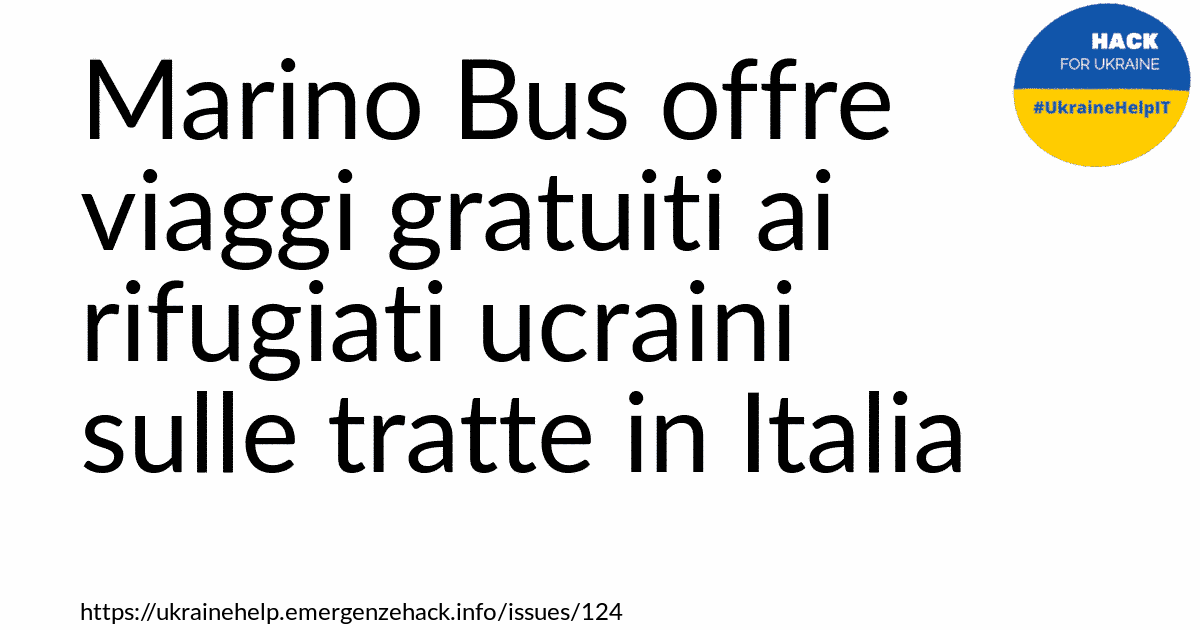 Marino Bus offre
viaggi gratuiti ai
rifugiati ucraini
sulle tratte in Italia
HACK
FOR UKRAINE
#UkraineHelpIT
https://ukrainehelp.emergenzehack.info/issues/124